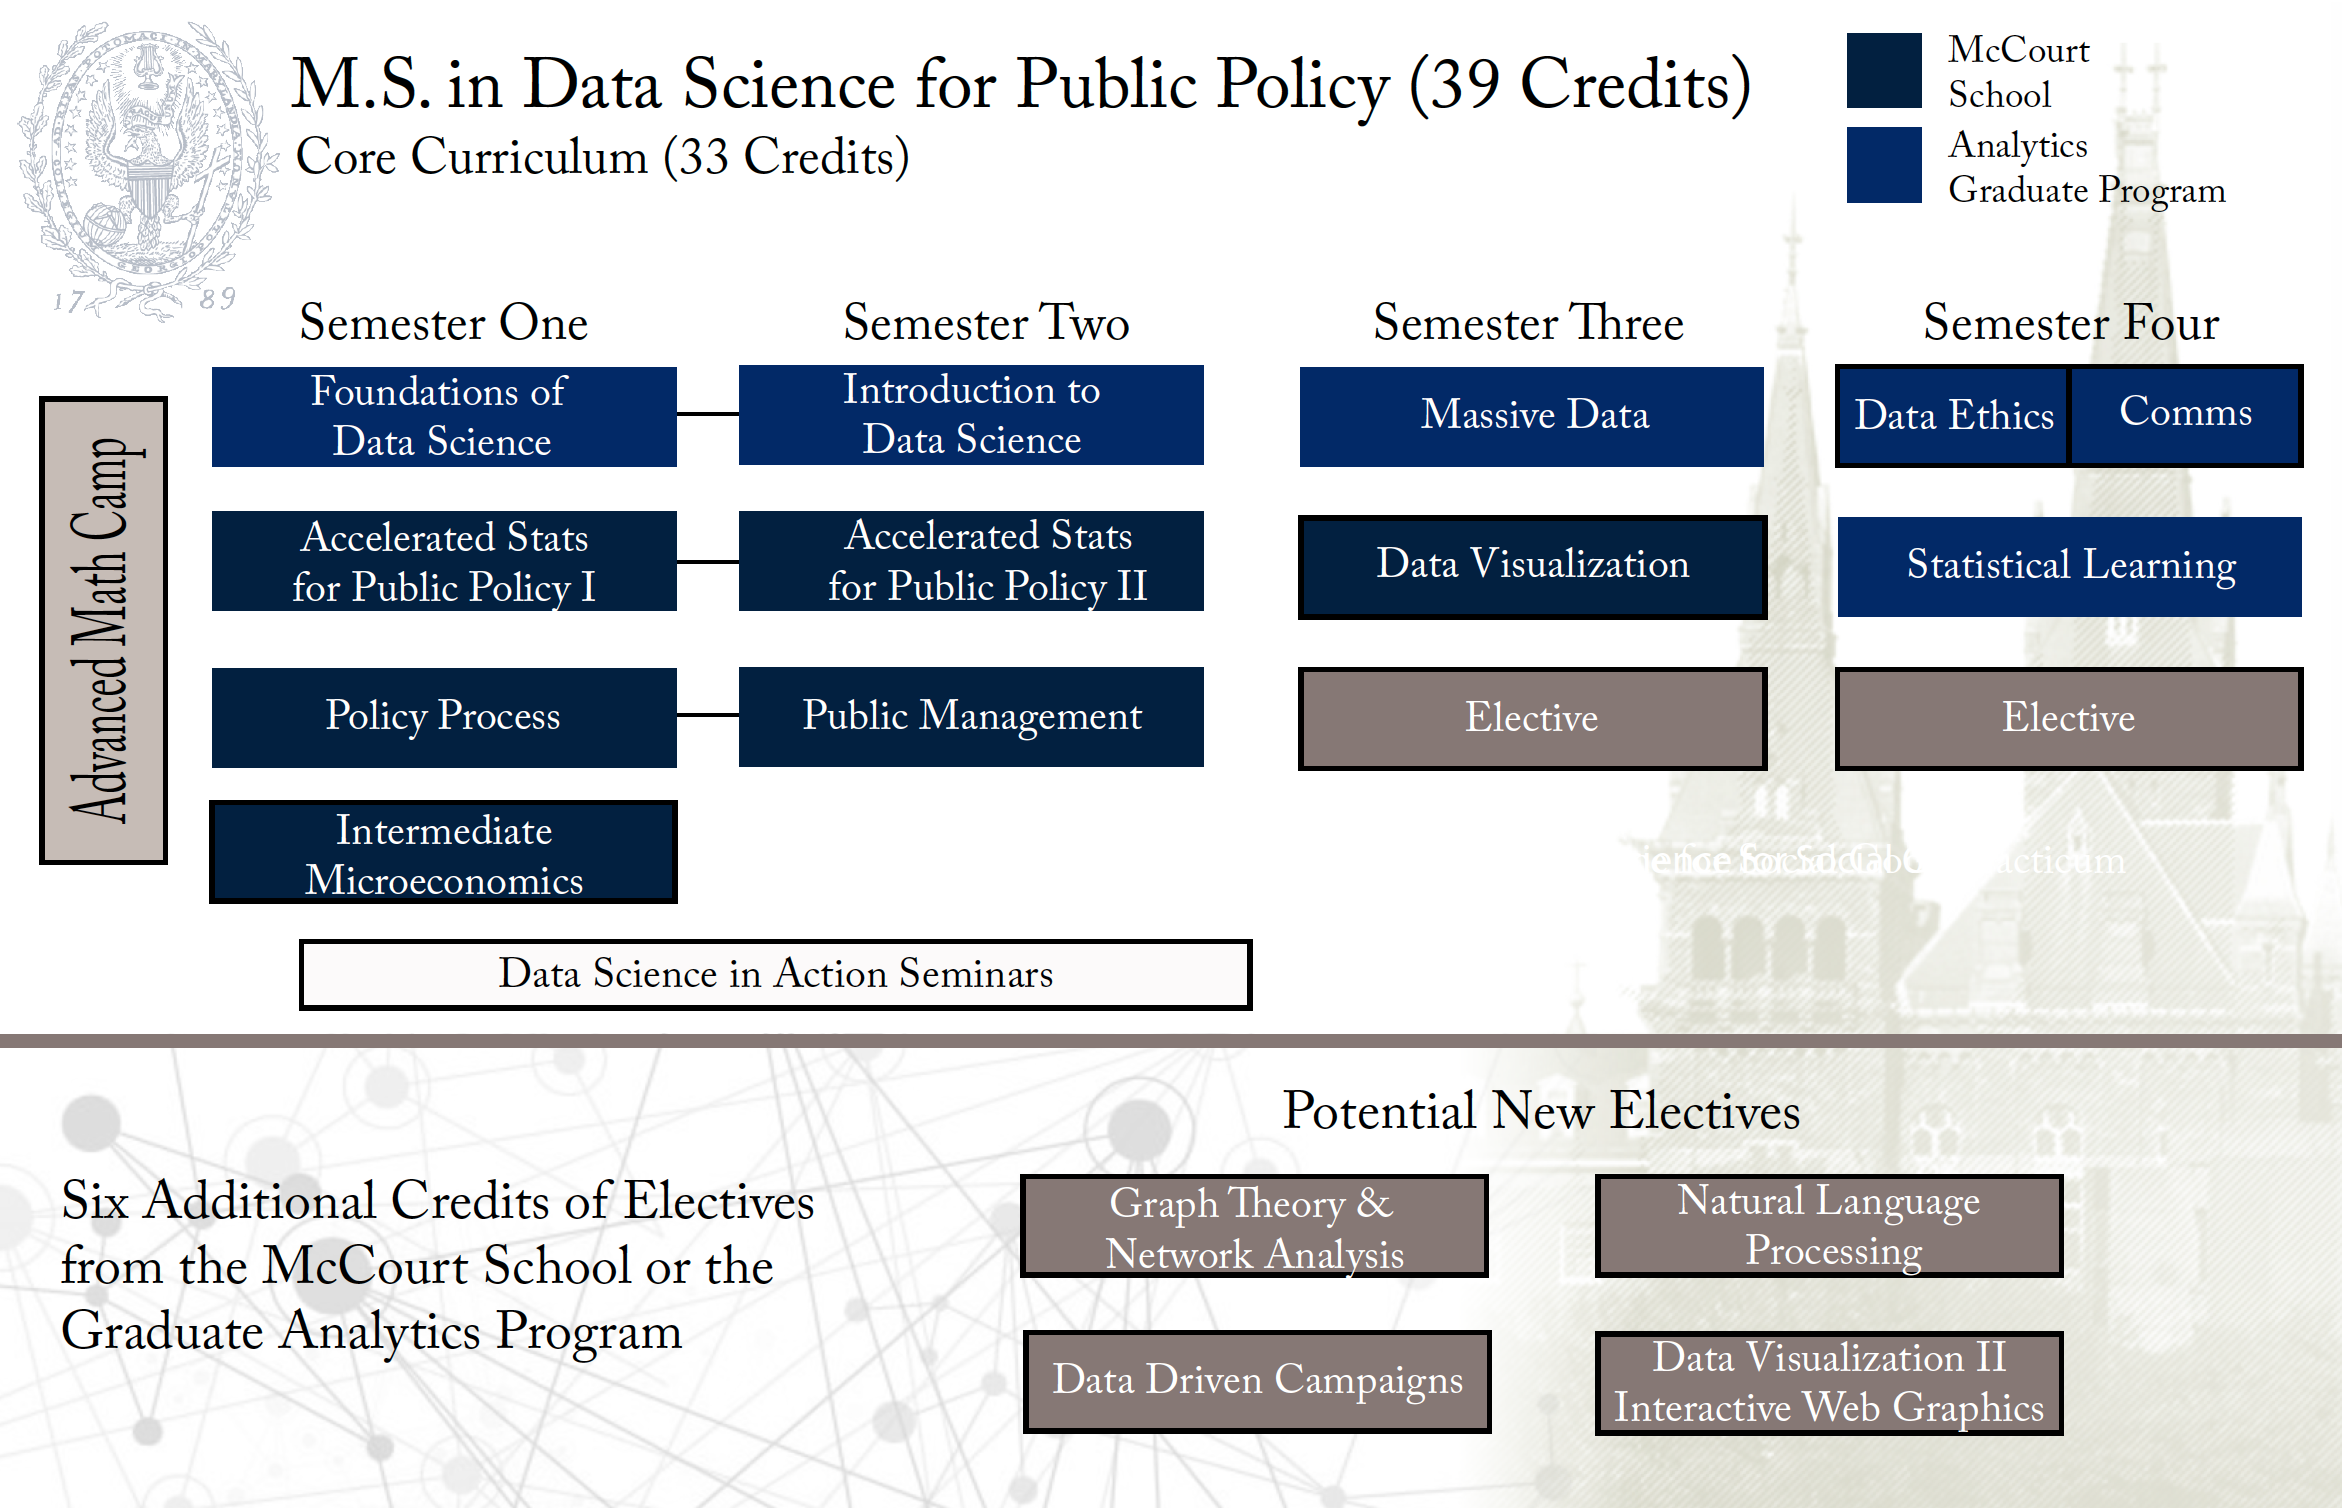 M.S. in Data Science for Public Policy (39 Credits)
Core Curriculum (33 Credits)
McCourt
School
Analytics
Graduate Program
17 89
Semester One
Semester Two
Semester Three
Semester Four
Advanced Math Camp
Foundations of
Data Science
Introduction to
Data Science
Massive Data
Data Ethics
Comms
Accelerated Stats
for Public Policy I
Accelerated Stats
for Public Policy II
Data Visualization
Statistical Learning
Policy Process
Public Management
Elective
Elective
Intermediate
Microeconomics
Data Science in Action Seminars
Potential New Electives
Six Additional Credits of Electives
from the McCourt School or the
Graduate Analytics Program
Graph Theory &
Network Analysis
Natural Language
Processing
Data Driven Campaigns
Data Visualization II
Interactive Web Graphics